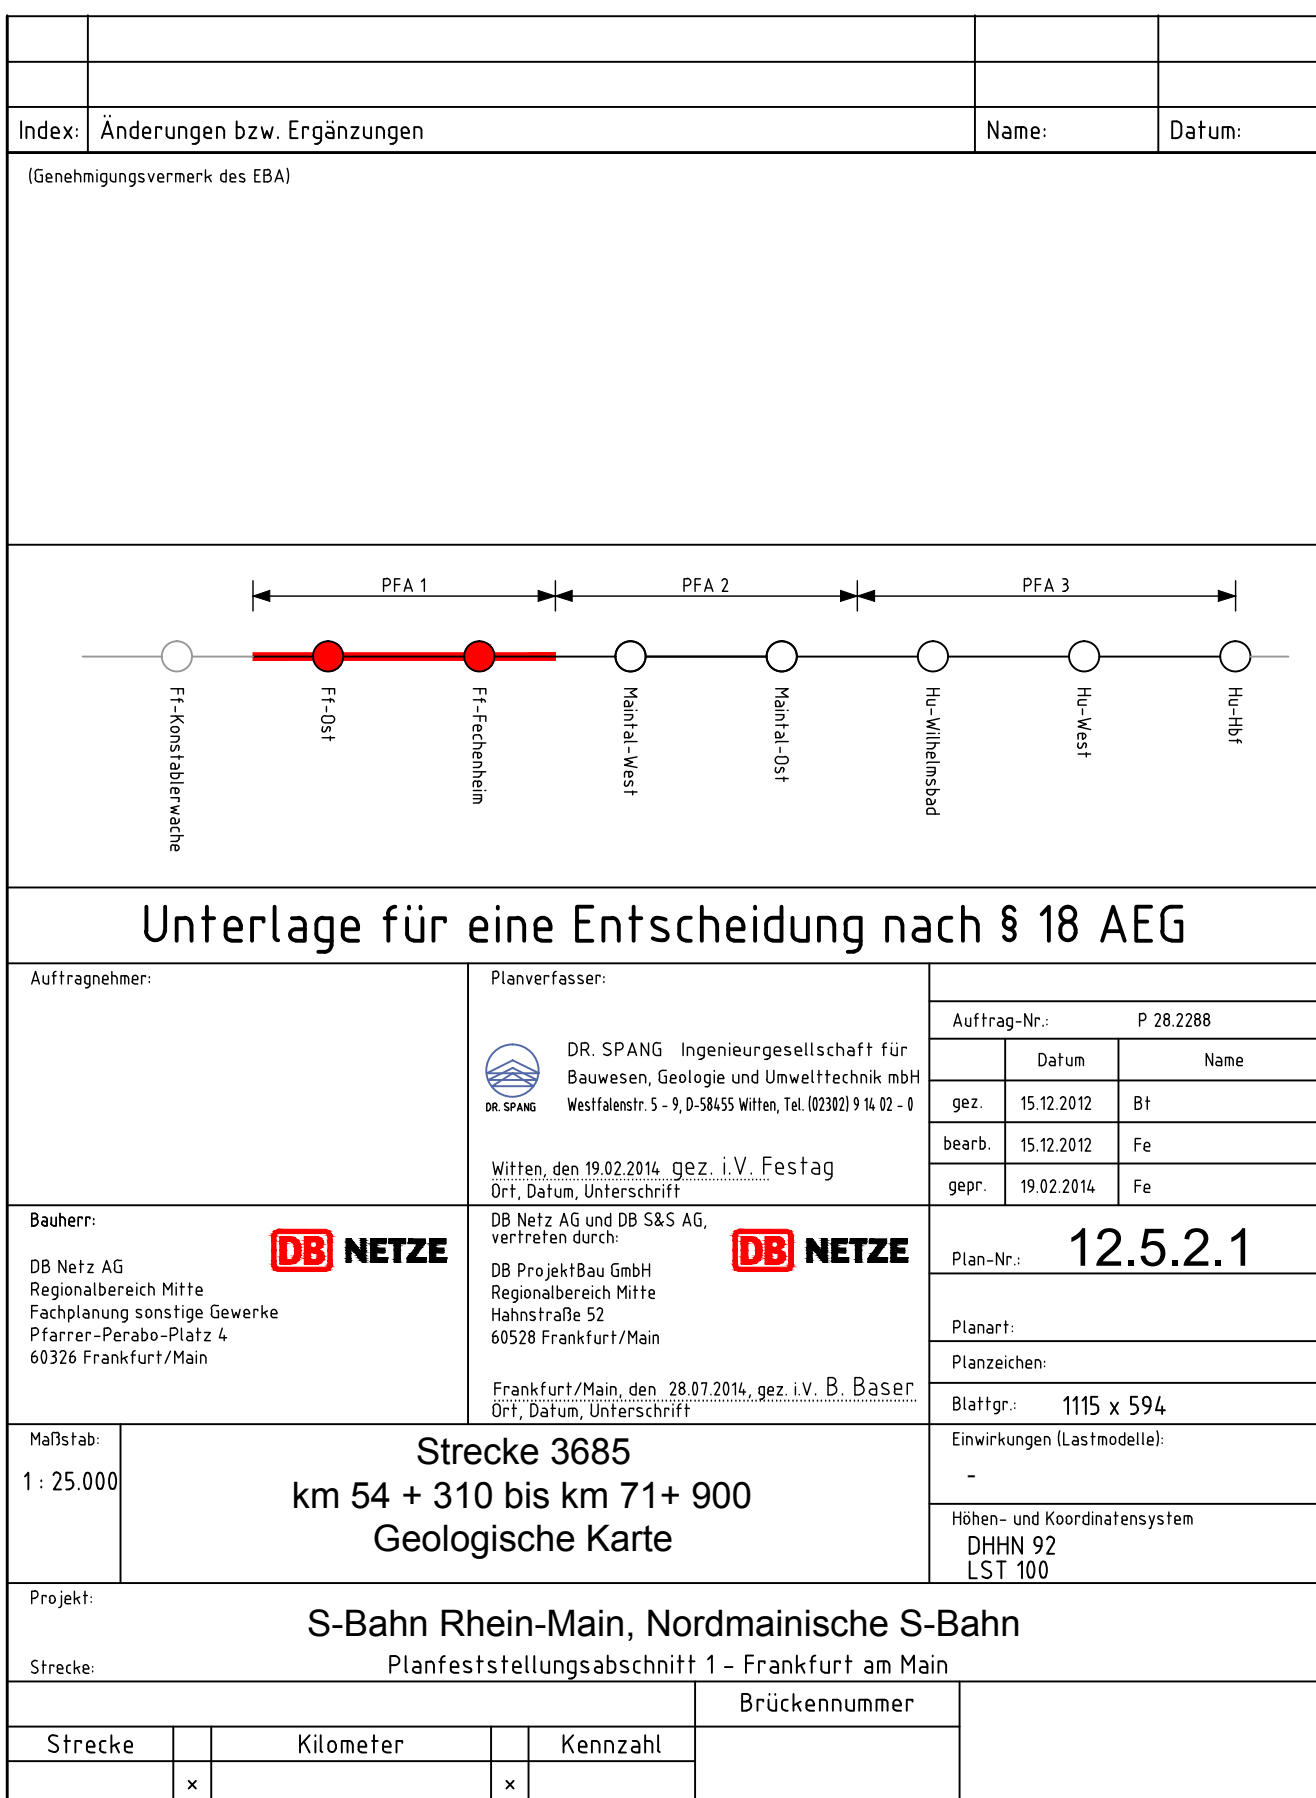 Index: Änderungen bzw. Ergänzungen Name: Datum:
(Genehmigungsvermerk des EBA)
PFA 1 PFA 2 PFA 3
Ff-Konstablerwache
Ff-Ost
Ff-Fechenheim
Maintal-West
Maintal-Ost
Hu-Wilhelmsbad
Hu-West
Hu-Hbf
Unterlage für eine Entscheidung nach § 18 AEG
Auftragnehmer:
Planverfasser:
DR. SPANG Ingenieurgesellschaft für
Bauwesen, Geologie und Umwelttechnik mbH
DR. SPANG
Westfalenstr. 5 - 9, D-58455 Witten, Tel. (02302) 9 14 02 - 0
Witten, den 19.02.2014 gez. i.V. Festag
Ort, Datum, Unterschrift
Auftrag-Nr.: P 28.2288
Datum Name
gez. 15.12.2012 Bt
bearb. 15.12.2012 Fe
gepr. 19.02.2014 Fe
Bauherr:
DB NETZE
DB Netz AG
Regionalbereich Mitte
Fachplanung sonstige Gewerke
Pfarrer-Perabo-Platz 4
60326 Frankfurt/Main
DB Netz AG und DB S&S AG,
vertreten durch:
DB NETZE
DB ProjektBau GmbH
Regionalbereich Mitte
Hahnstraße 52
60528 Frankfurt/Main
Frankfurt/Main, den 28.07.2014, gez. i.V. B. Baser
Ort, Datum, Unterschrift
Plan-Nr.: 12.5.2.1
Planart:
Planzeichen:
Blattgr.: 1115 x 594
Maßstab:
1 : 25.000
Strecke 3685
km 54 + 310 bis km 71+ 900
Geologische Karte
Einwirkungen (Lastmodelle):
-
Höhen- und Koordinatensystem
DHHN 92
LST 100
Projekt:
S-Bahn Rhein-Main, Nordmainische S-Bahn
Strecke: Planfeststellungsabschnitt 1 - Frankfurt am Main
Brückennummer
Strecke Kilometer Kennzahl
x x